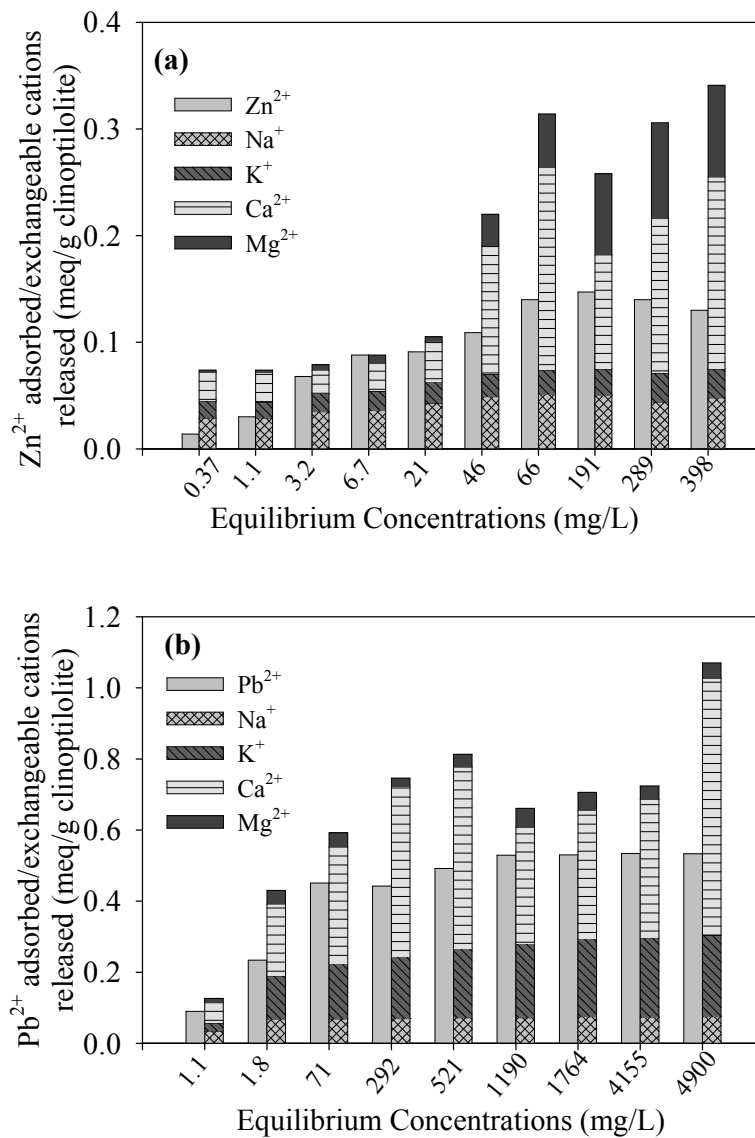 (a)
Zn²⁺ adsorbed/exchangeable cations
released (meq/g clinoptilolite)
0.4
0.3
0.2
0.1
0.0
Zn²⁺
Na⁺
K⁺
Ca²⁺
Mg²⁺
0.37 1.1 3.2 6.7 21 46 66 191 289 398
Equilibrium Concentrations (mg/L)
(b)
Pb²⁺ adsorbed/exchangeable cations
released (meq/g clinoptilolite)
1.2
1.0
0.8
0.6
0.4
0.2
0.0
Pb²⁺
Na⁺
K⁺
Ca²⁺
Mg²⁺
1.1 1.8 71 292 521 1190 1764 4155 4900
Equilibrium Concentrations (mg/L)